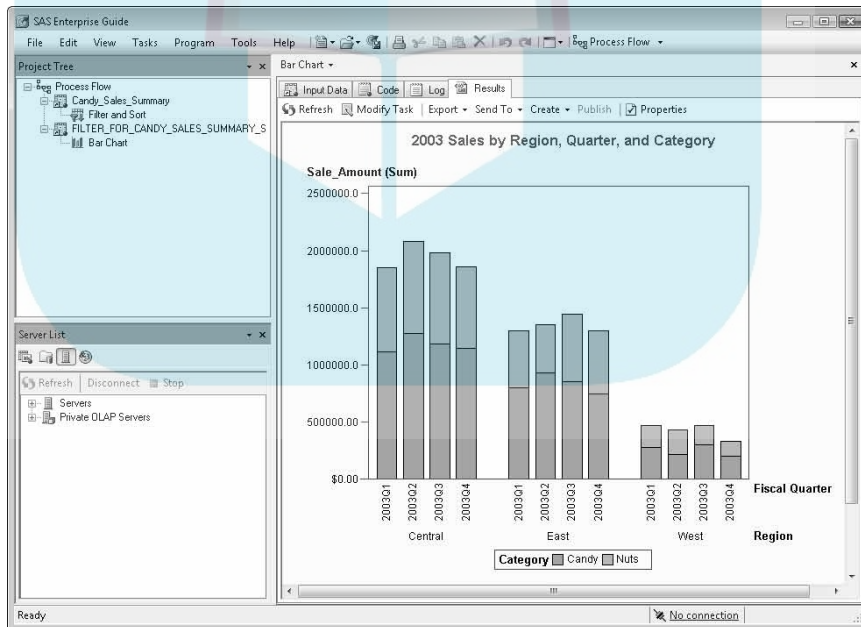 SAS Enterprise Guide
File Edit View Tasks Program Tools Help Process Flow
Project Tree
Process Flow
Candy_Sales_Summary
Filter and Sort
FILTER_FOR_CANDY_SALES_SUMMARY_S
Bar Chart
Server List
Refresh Disconnect Stop
Servers
Private OLAP Servers
Bar Chart
Input Data Code Log Results
Refresh Modify Task Export Send To Create Publish Properties
2003 Sales by Region, Quarter, and Category
Sale_Amount (Sum)
2500000.0
2000000.0
1500000.0
1000000.0
500000.00
$0.00
2003Q1 2003Q2 2003Q3 2003Q4 2003Q1 2003Q2 2003Q3 2003Q4 2003Q1 2003Q2 2003Q3 2003Q4 Fiscal Quarter
Central East West Region
Category Candy Nuts
Ready No connection